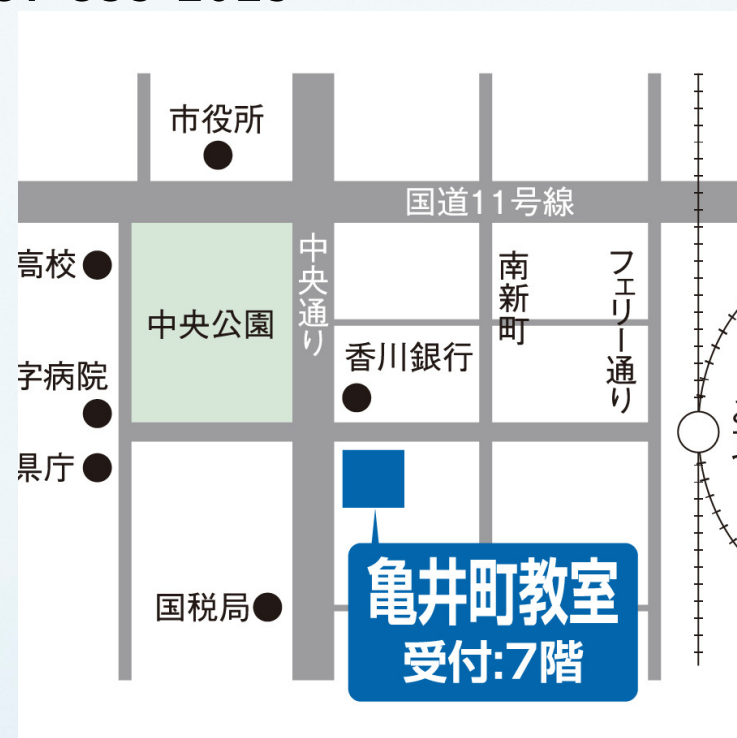 市役所
国道11号線
高校
中央公園
中央通り
南新町
フェリー通り
字病院
香川銀行
県庁
国税局
亀井町教室
受付:7階